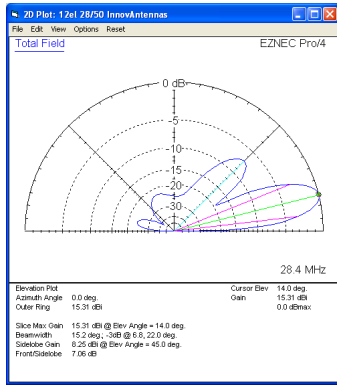 2D Plot: 12el 28/50 InnovAntennas
File Edit View Options Reset
Total Field EZNEC Pro/4
0 dB
-5
-10
-15
-20
-30
28.4 MHz
Elevation Plot Cursor Elev 14.0 deg.
Azimuth Angle 0.0 deg. Gain 15.31 dBi
Outer Ring 15.31 dBi 0.0 dBmax
Slice Max Gain 15.31 dBi @ Elev Angle = 14.0 deg.
Beamwidth 15.2 deg.; -3dB @ 6.8, 22.0 deg.
Sidelobe Gain 8.25 dBi @ Elev Angle = 45.0 deg.
Front/Sidelobe 7.06 dB